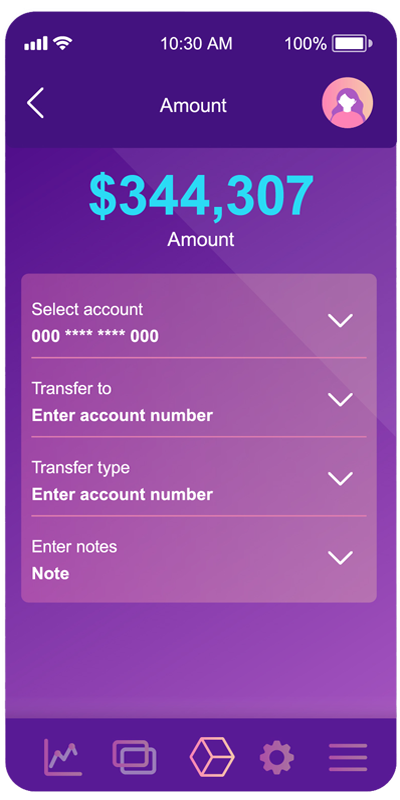 10:30 AM 100%
Amount
$344,307
Amount
Select account
000 **** **** 000
Transfer to
Enter account number
Transfer type
Enter account number
Enter notes
Note